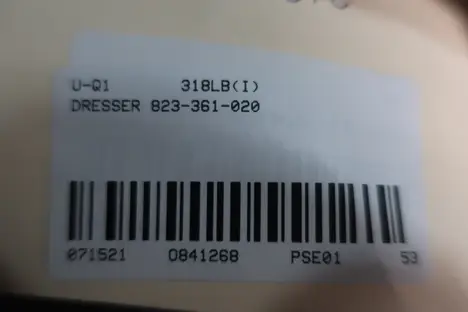 U-Q1 318LB(I)
DRESSER 823-361-020
071521 0841268 PSE01 53